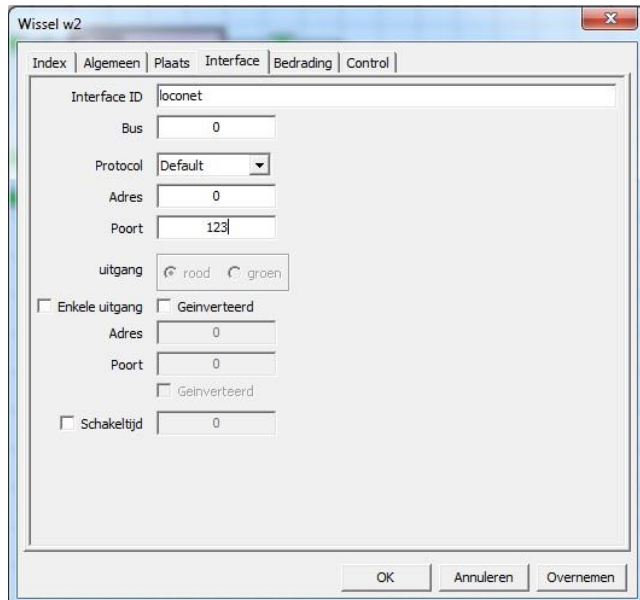 Wissel w2
Index Algemeen Plaats Interface Bedrading Control
Interface ID loconet
Bus 0
Protocol Default
Adres 0
Poort 123
uitgang rood groen
Enkele uitgang Geinverteerd
Adres 0
Poort 0
Geinverteerd
Schakeltijd 0
OK Annuleren Overnemen